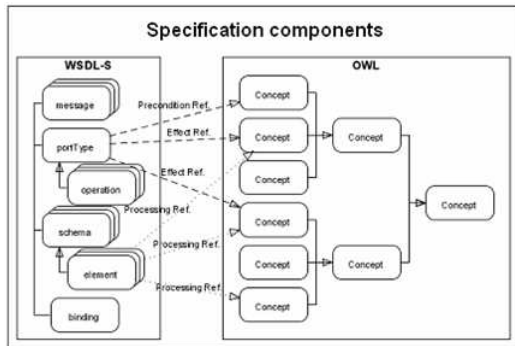 Specification components
WSDL-S
OWL
message
portType
operation
schema
element
binding
Precondition Ref.
Effect Ref.
Effect Ref.
Processing Ref.
Processing Ref.
Processing Ref.
Concept
Concept
Concept
Concept
Concept
Concept
Concept
Concept
Concept